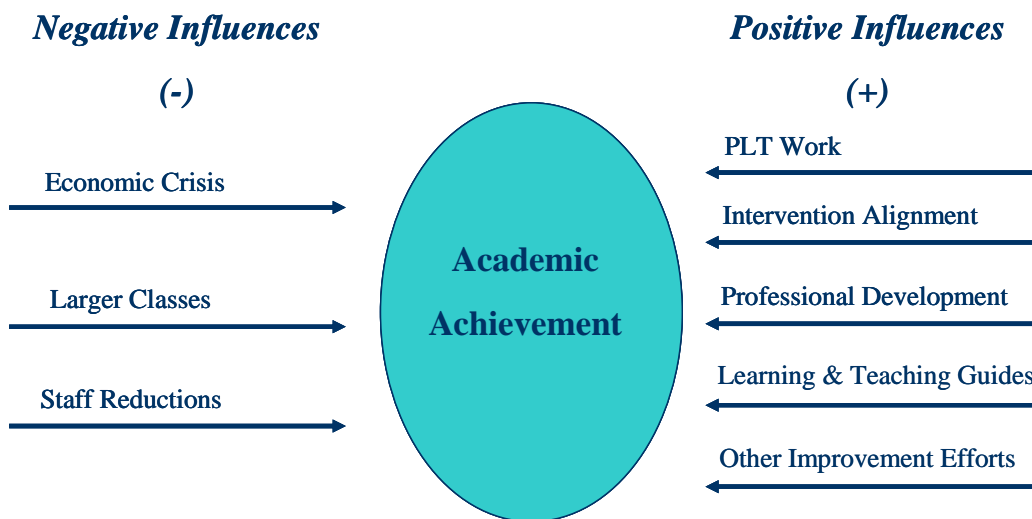 Negative Influences
(-)
Economic Crisis
Larger Classes
Staff Reductions
Academic
Achievement
Positive Influences
(+)
PLT Work
Intervention Alignment
Professional Development
Learning & Teaching Guides
Other Improvement Efforts